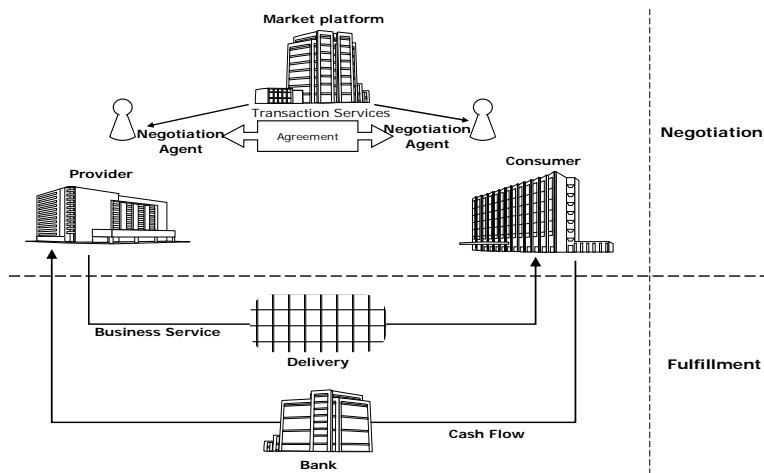 Market platform
Transaction Services
Negotiation
Agent
Agreement
Negotiation
Agent
Negotiation
Provider
Consumer
Business Service
Delivery
Fulfillment
Cash Flow
Bank